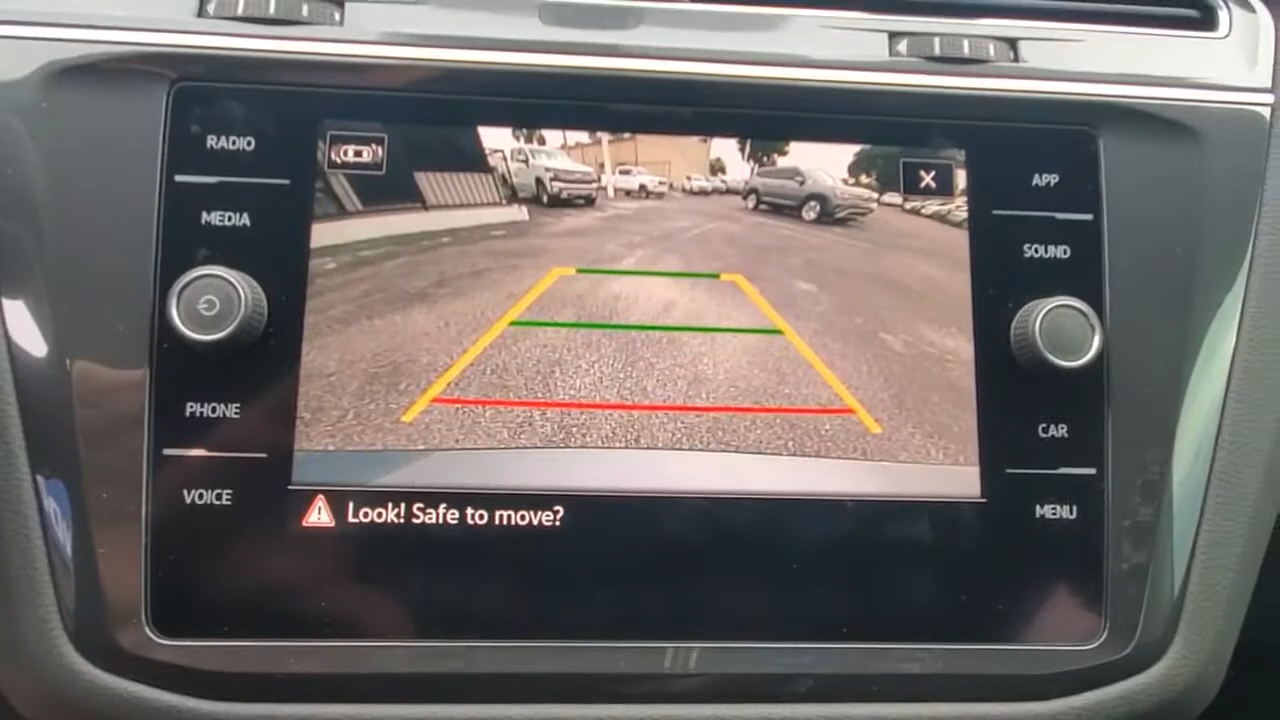 RADIO
MEDIA
PHONE
VOICE
APP
SOUND
CAR
MENU
Look! Safe to move?